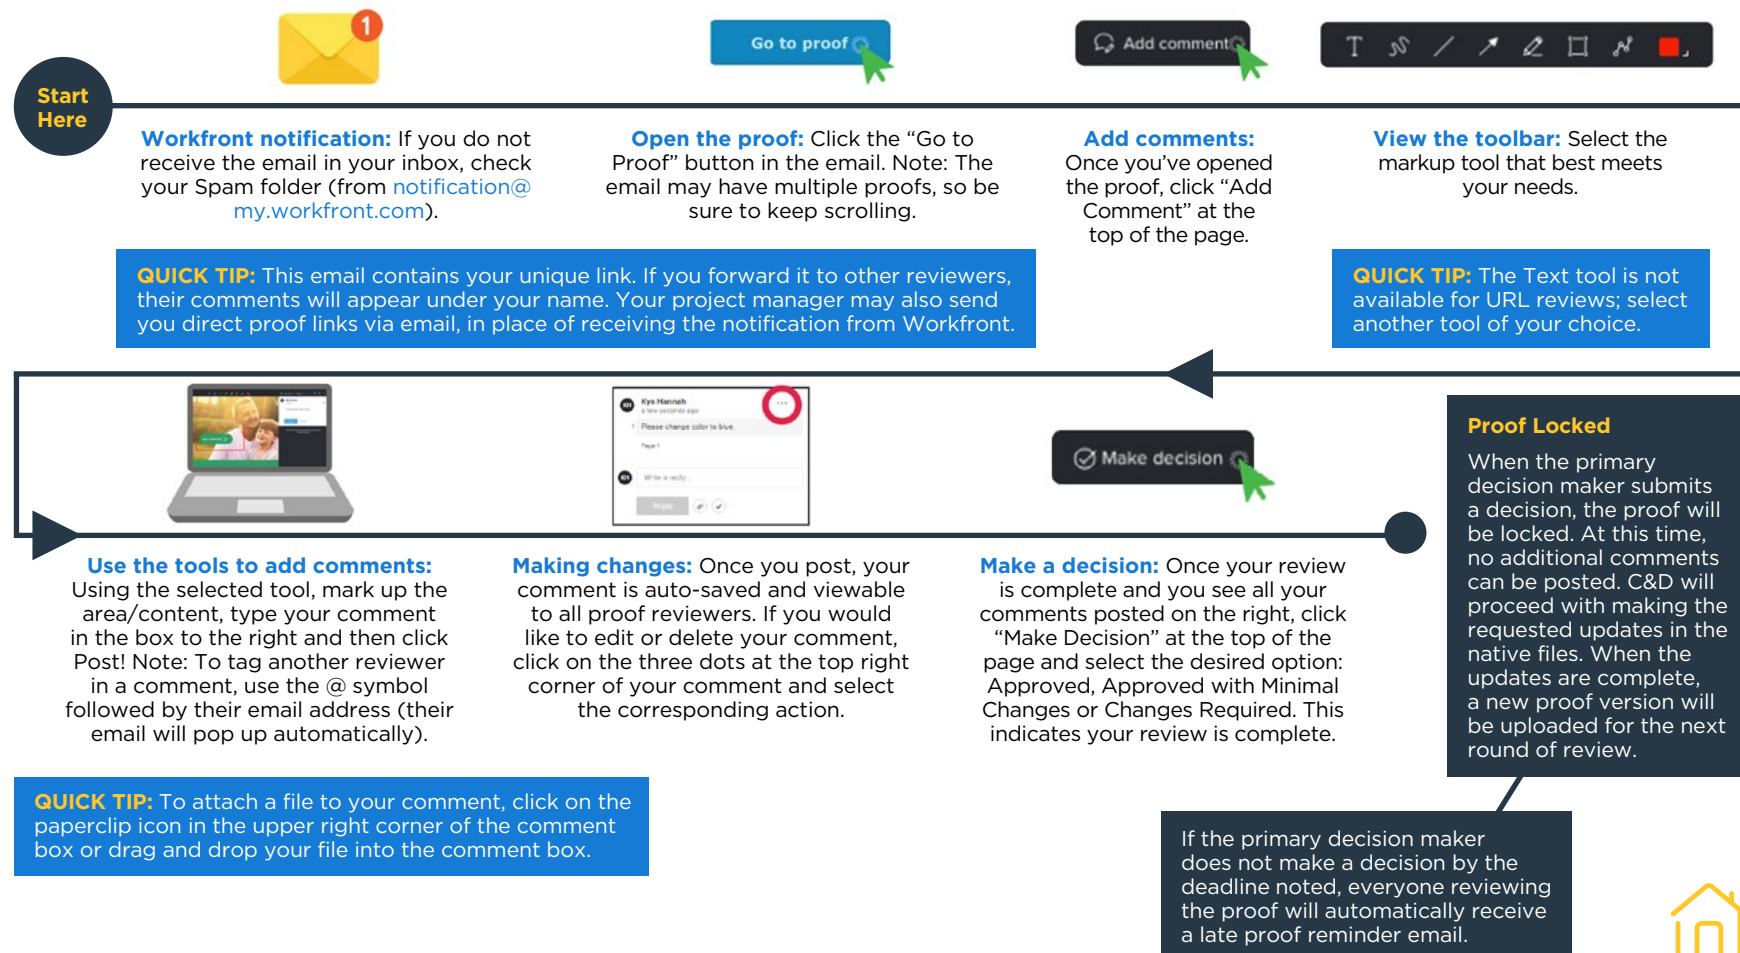 1
Go to proof
Add comment
T
Start
Here
Workfront notification: If you do not
receive the email in your inbox, check
your Spam folder (from notification@
my.workfront.com).
Open the proof: Click the “Go to
Proof” button in the email. Note: The
email may have multiple proofs, so be
sure to keep scrolling.
Add comments:
Once you’ve opened
the proof, click “Add
Comment” at the
top of the page.
View the toolbar: Select the
markup tool that best meets
your needs.
QUICK TIP: This email contains your unique link. If you forward it to other reviewers,
their comments will appear under your name. Your project manager may also send
you direct proof links via email, in place of receiving the notification from Workfront.
QUICK TIP: The Text tool is not
available for URL reviews; select
another tool of your choice.
Kya Hannah
a few seconds ago
1 Please change color to blue.
Page 1
Write a reply...
Reply
Make decision
Use the tools to add comments:
Using the selected tool, mark up the
area/content, type your comment
in the box to the right and then click
Post! Note: To tag another reviewer
in a comment, use the @ symbol
followed by their email address (their
email will pop up automatically).
Making changes: Once you post, your
comment is auto-saved and viewable
to all proof reviewers. If you would
like to edit or delete your comment,
click on the three dots at the top right
corner of your comment and select
the corresponding action.
Make a decision: Once your review
is complete and you see all your
comments posted on the right, click
“Make Decision” at the top of the
page and select the desired option:
Approved, Approved with Minimal
Changes or Changes Required. This
indicates your review is complete.
Proof Locked
When the primary
decision maker submits
a decision, the proof will
be locked. At this time,
no additional comments
can be posted. C&D will
proceed with making the
requested updates in the
native files. When the
updates are complete,
a new proof version will
be uploaded for the next
round of review.
QUICK TIP: To attach a file to your comment, click on the
paperclip icon in the upper right corner of the comment
box or drag and drop your file into the comment box.
If the primary decision maker
does not make a decision by the
deadline noted, everyone reviewing
the proof will automatically receive
a late proof reminder email.